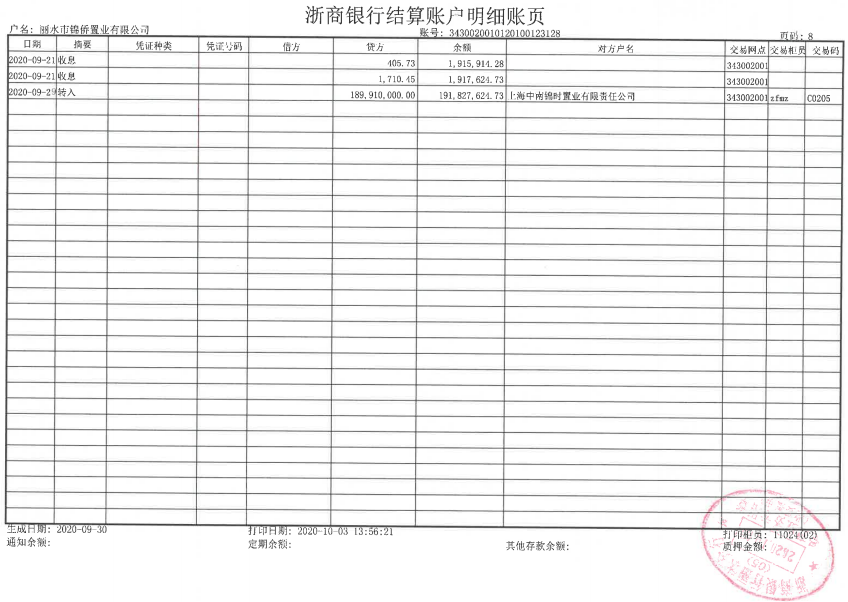 浙商银行结算账户明细账页
户名: 丽水市锦侨置业有限公司 账号: 3430020010120100123128 页码: 8
日期 摘要 凭证种类 凭证号码 借方 贷方 余额 对方户名 交易网点 交易柜员 交易码
2020-09-21 收息 405.73 1,915,914.28 343002001
2020-09-21 收息 1,710.45 1,917,624.73 343002001
2020-09-29 转入 189,910,000.00 191,827,624.73 上海中南锦时置业有限责任公司 343002001 zfmz C0205
生成日期: 2020-09-30 打印日期: 2020-10-03 13:56:21 打印柜员: 11024(02)
通知余额: 定期余额: 其他存款余额: 质押金额: